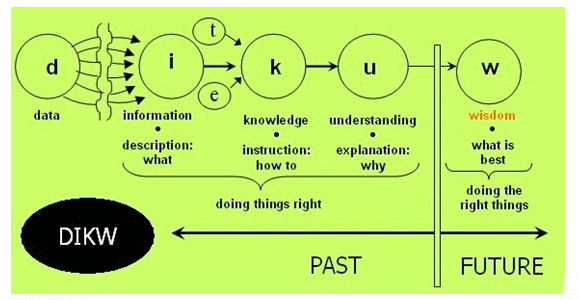 t
d
i
k
u
w
e
data
information
description:
what
knowledge
instruction:
how to
understanding
explanation:
why
wisdom
what is
best
doing things right
doing the
right things
DIKW
PAST
FUTURE